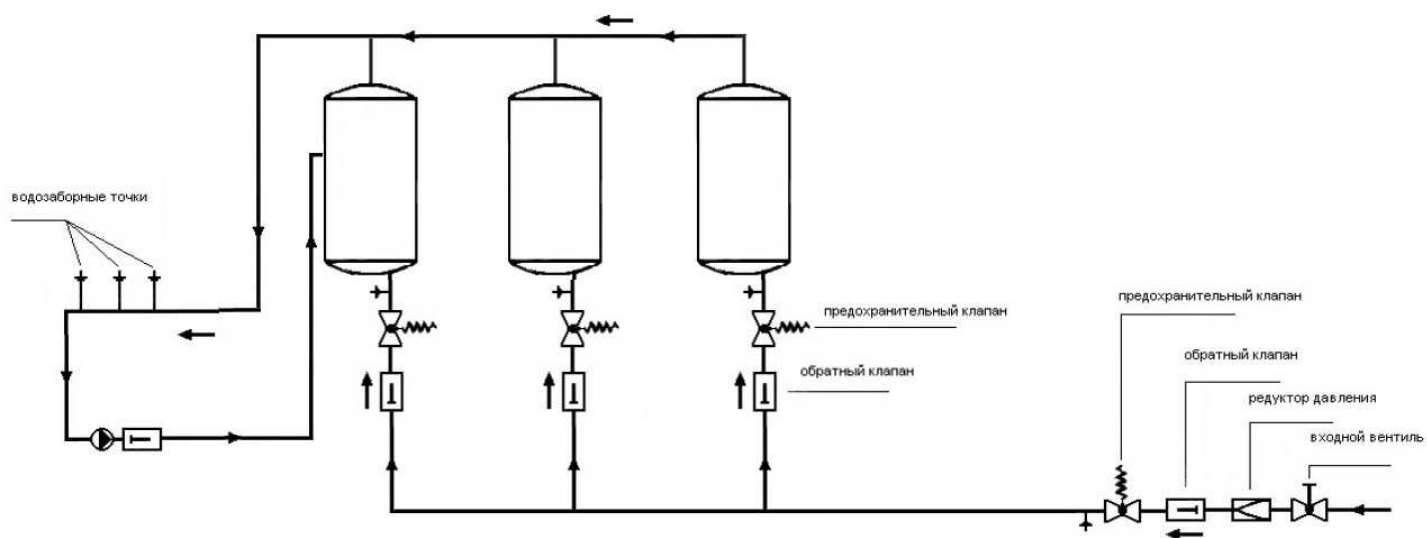 водозаборные точки
предохранительный клапан
обратный клапан
предохранительный клапан
обратный клапан
редуктор давления
входной вентиль